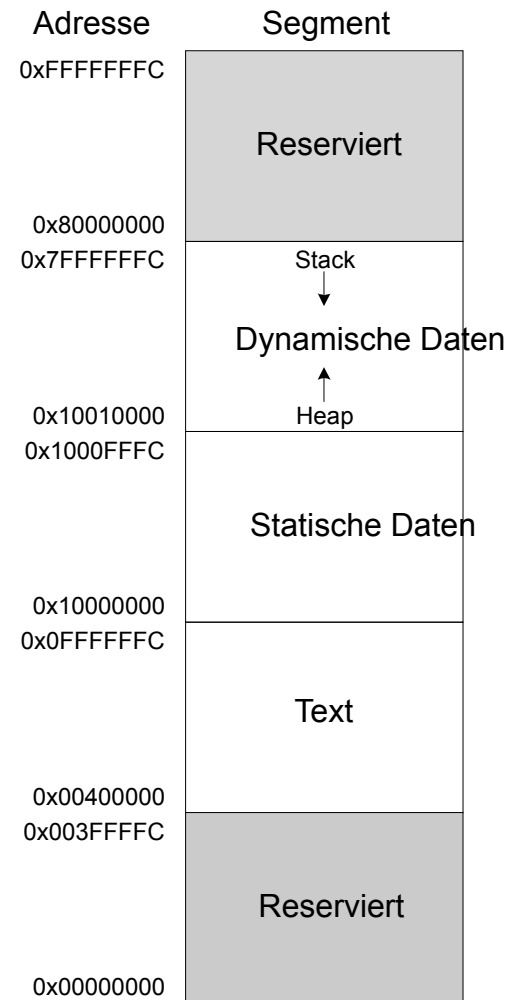 Adresse Segment
0xFFFFFFFC
Reserviert
0x80000000
0x7FFFFFFC Stack
Dynamische Daten
0x10010000 Heap
0x1000FFFC
Statische Daten
0x10000000
0x0FFFFFFC
Text
0x00400000
0x003FFFFC
Reserviert
0x00000000